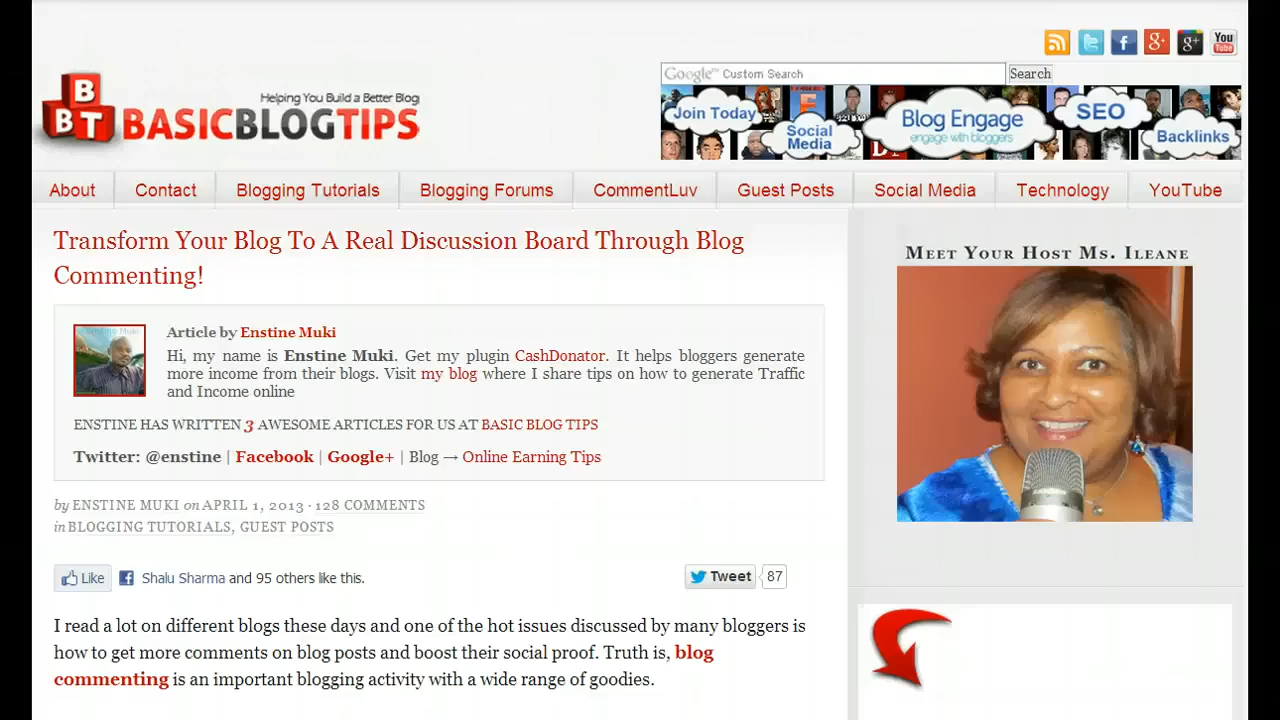 You
Tube
Google™ Custom Search
Search
B
B T
Helping You Build a Better Blog
BASICBLOGTIPS
Join Today
Social
Media
Blog Engage
engage with bloggers
SEO
Backlinks
About
Contact
Blogging Tutorials
Blogging Forums
CommentLuv
Guest Posts
Social Media
Technology
YouTube
Transform Your Blog To A Real Discussion Board Through Blog
Commenting!
Enstine Muki
Article by Enstine Muki
Hi, my name is Enstine Muki. Get my plugin CashDonator. It helps bloggers generate
more income from their blogs. Visit my blog where I share tips on how to generate Traffic
and Income online
ENSTINE HAS WRITTEN 3 AWESOME ARTICLES FOR US AT BASIC BLOG TIPS
Twitter: @enstine | Facebook | Google+ | Blog → Online Earning Tips
by ENSTINE MUKI on APRIL 1, 2013 · 128 COMMENTS
in BLOGGING TUTORIALS, GUEST POSTS
Like
Shalu Sharma and 95 others like this.
Tweet
87
I read a lot on different blogs these days and one of the hot issues discussed by many bloggers is
how to get more comments on blog posts and boost their social proof. Truth is, blog
commenting is an important blogging activity with a wide range of goodies.
Meet Your Host Ms. Ileane